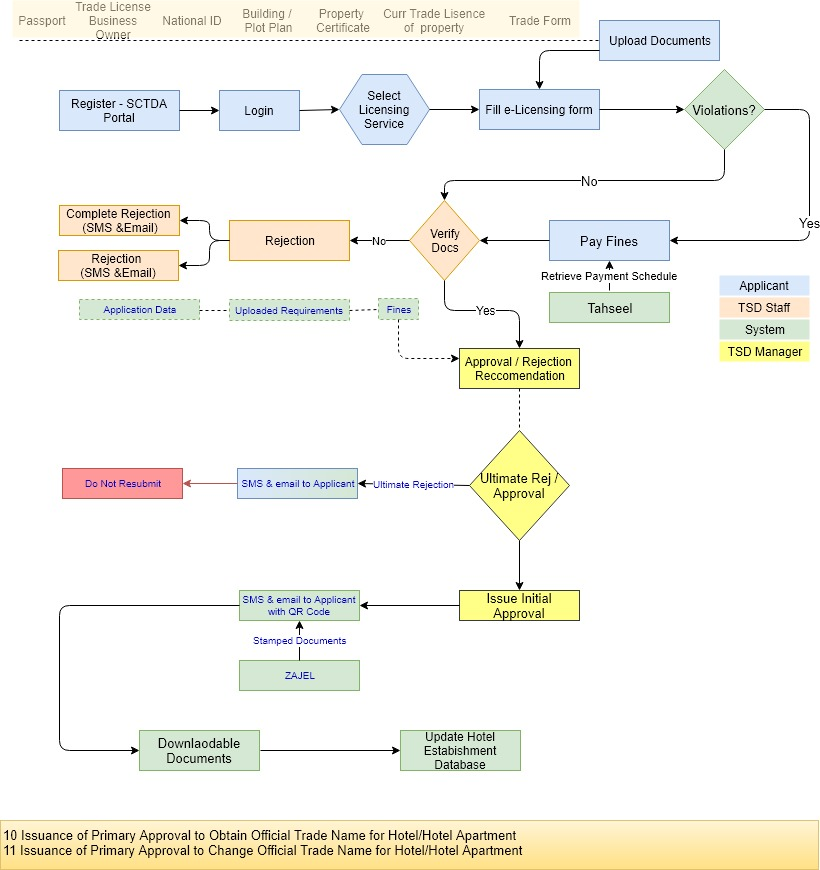 Passport
Trade License
Business
Owner
National ID
Building /
Plot Plan
Property
Certificate
Curr Trade Lisence
of property
Trade Form
Upload Documents
Register - SCTDA
Portal
Login
Select
Licensing
Service
Fill e-Licensing form
Violations?
No
Yes
Complete Rejection
(SMS &Email)
Rejection
(SMS &Email)
Rejection
No
Verify
Docs
Pay Fines
Retrieve Payment Schedule
Tahseel
Applicant
TSD Staff
System
TSD Manager
Application Data
Uploaded Requirements
Fines
Yes
Approval / Rejection
Reccomendation
Do Not Resubmit
SMS & email to Applicant
Ultimate Rejection
Ultimate Rej /
Approval
SMS & email to Applicant
with QR Code
Issue Initial
Approval
Stamped Documents
ZAJEL
Downlaodable
Documents
Update Hotel
Estabishment
Database
10 Issuance of Primary Approval to Obtain Official Trade Name for Hotel/Hotel Apartment
11 Issuance of Primary Approval to Change Official Trade Name for Hotel/Hotel Apartment